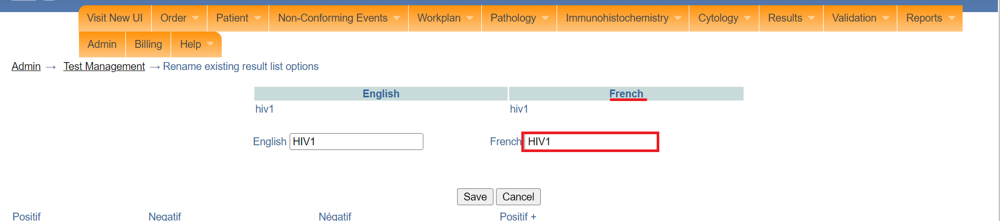 Visit New UI Order Patient Non-Conforming Events Workplan Pathology Immunohistochemistry Cytology Results Validation Reports
Admin Billing Help
Admin → Test Management → Rename existing result list options
English French
hiv1 hiv1
English HIV1 French HIV1
Save Cancel
Positif Negatif Négatif Positif +